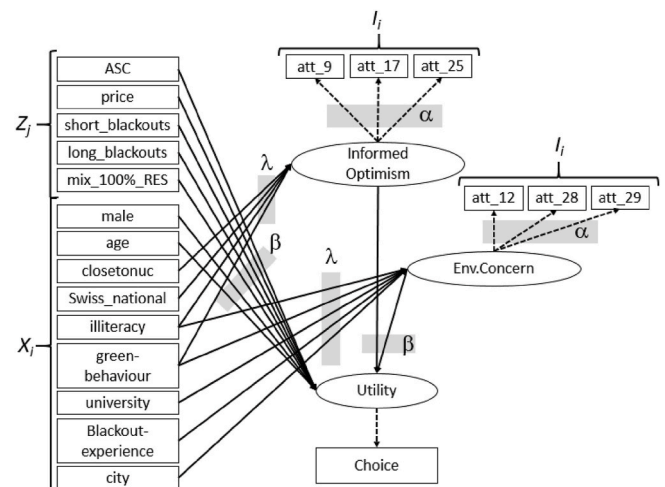 I_i
att_9 att_17 att_25
α
Informed
Optimism
I_i
att_12 att_28 att_29
α
Env.Concern
Z_j
ASC
price
short_blackouts
long_blackouts
mix_100%_RES
X_i
male
age
closetonuc
Swiss_national
illiteracy
green-
behaviour
university
Blackout-
experience
city
λ
β
λ
β
Utility
Choice